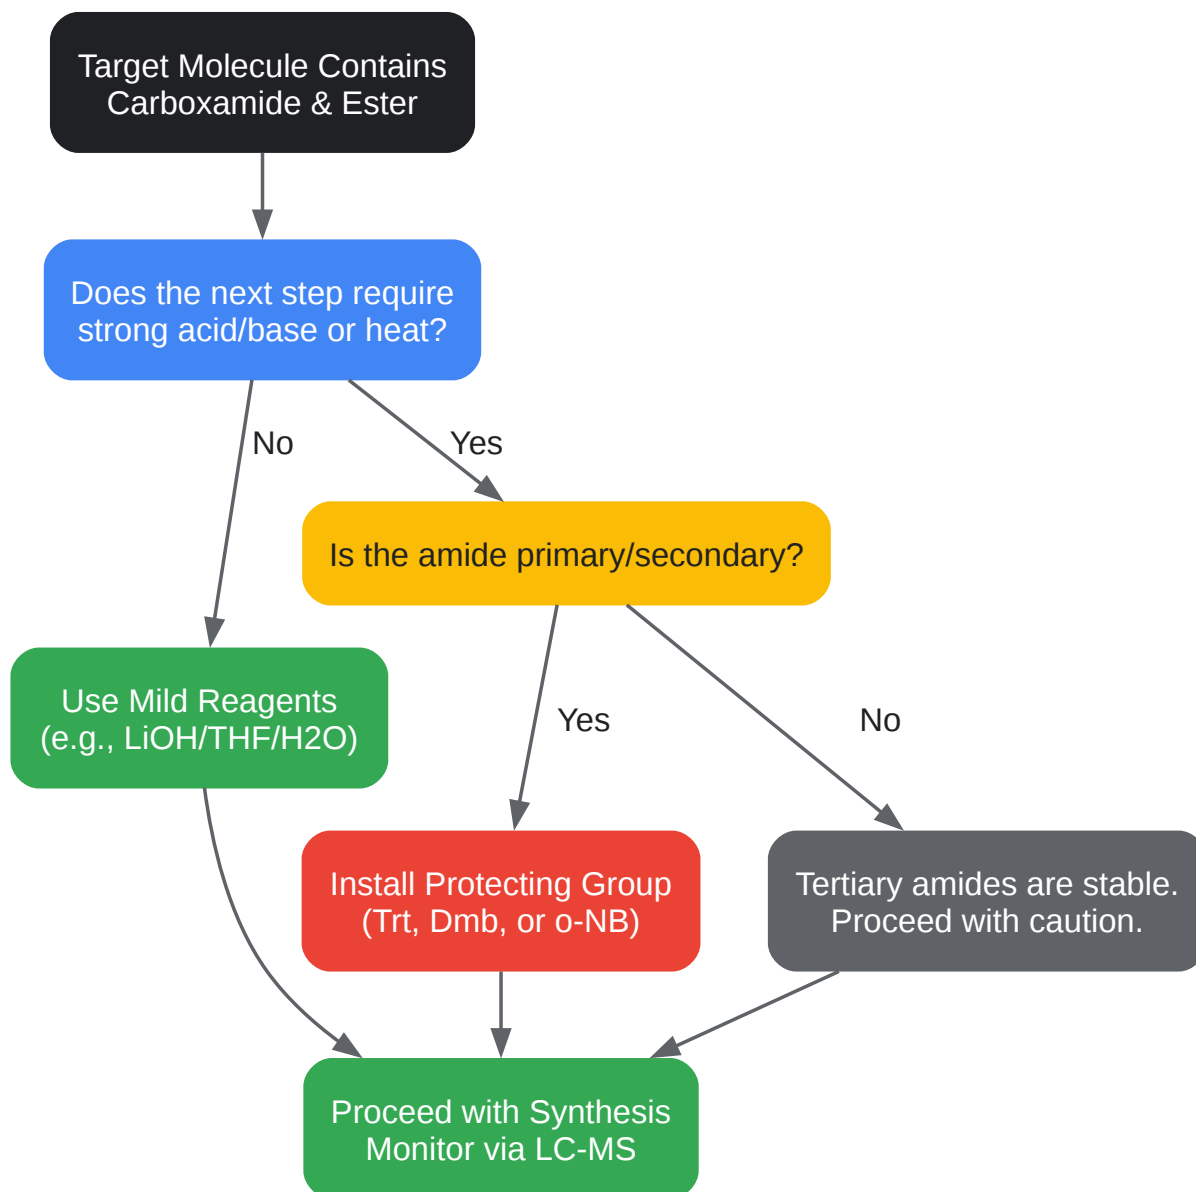 Target Molecule Contains
Carboxamide & Ester
Does the next step require
strong acid/base or heat?
No
Yes
Is the amide primary/secondary?
Use Mild Reagents
(e.g., LiOH/THF/H2O)
Yes
No
Install Protecting Group
(Trt, Dmb, or o-NB)
Tertiary amides are stable.
Proceed with caution.
Proceed with Synthesis
Monitor via LC-MS